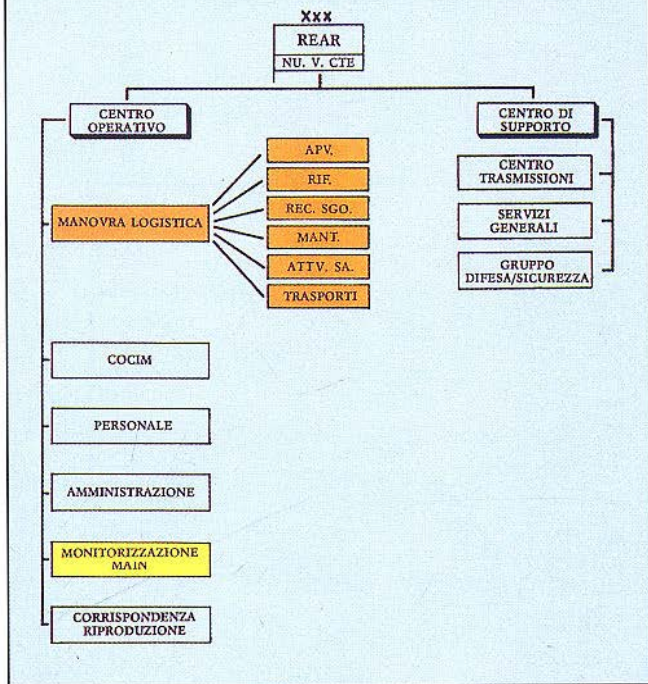 Xxx
REAR
NU. V. CTE
CENTRO
OPERATIVO
CENTRO DI
SUPPORTO
APV.
RIF.
REC. SGO.
MANT.
ATTV. SA.
TRASPORTI
MANOVRA LOGISTICA
CENTRO
TRASMISSIONI
SERVIZI
GENERALI
GRUPPO
DIFESA/SICUREZZA
COCIM
PERSONALE
AMMINISTRAZIONE
MONITORIZZAZIONE
MAIN
CORRISPONDENZA
RIPRODUZIONE